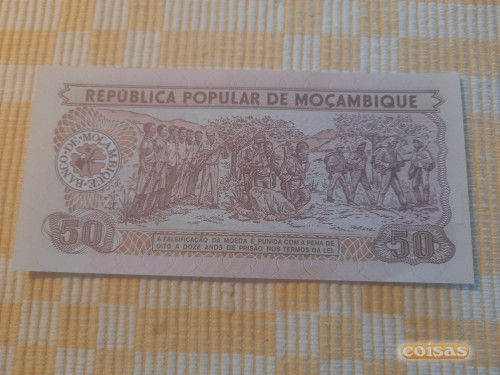 REPÚBLICA POPULAR DE MOÇAMBIQUE
BANCO·DE·MOÇAMBIQUE
50
A FALSIFICAÇÃO DA MOEDA É PUNIDA COM A PENA DE
OITO A DOZE ANOS DE PRISÃO NOS TERMOS DA LEI.
50
coisas